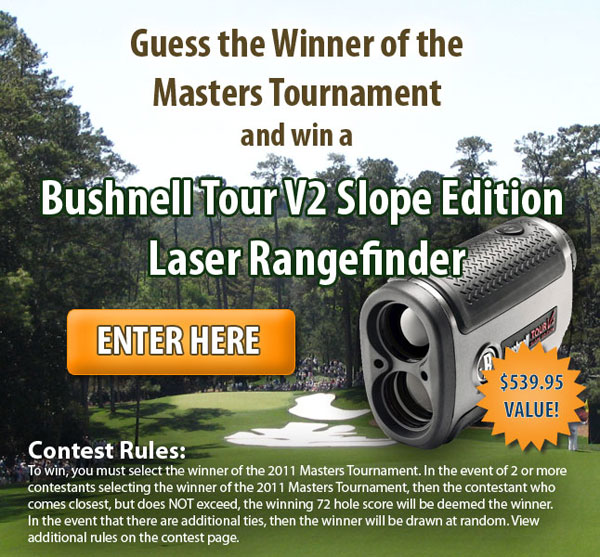 Guess the Winner of the
Masters Tournament
and win a
Bushnell Tour V2 Slope Edition
Laser Rangefinder
ENTER HERE
TOUR V2
$539.95
VALUE!
Contest Rules:
To win, you must select the winner of the 2011 Masters Tournament. In the event of 2 or more
contestants selecting the winner of the 2011 Masters Tournament, then the contestant who
comes closest, but does NOT exceed, the winning 72 hole score will be deemed the winner.
In the event that there are additional ties, then the winner will be drawn at random. View
additional rules on the contest page.